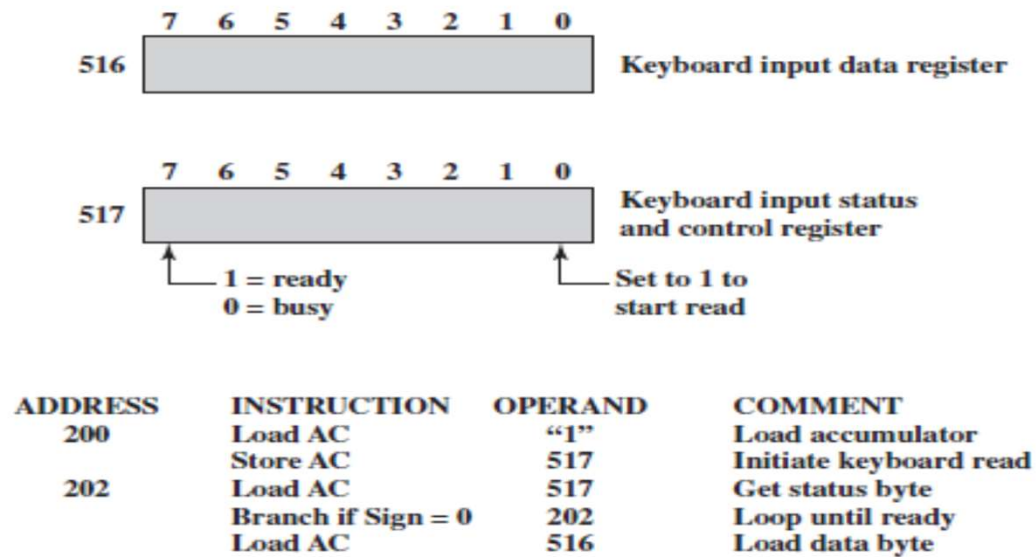 7 6 5 4 3 2 1 0
516 Keyboard input data register
7 6 5 4 3 2 1 0
517 Keyboard input status
and control register
1 = ready
0 = busy
Set to 1 to
start read
ADDRESS INSTRUCTION OPERAND COMMENT
200 Load AC “1” Load accumulator
Store AC 517 Initiate keyboard read
202 Load AC 517 Get status byte
Branch if Sign = 0 202 Loop until ready
Load AC 516 Load data byte